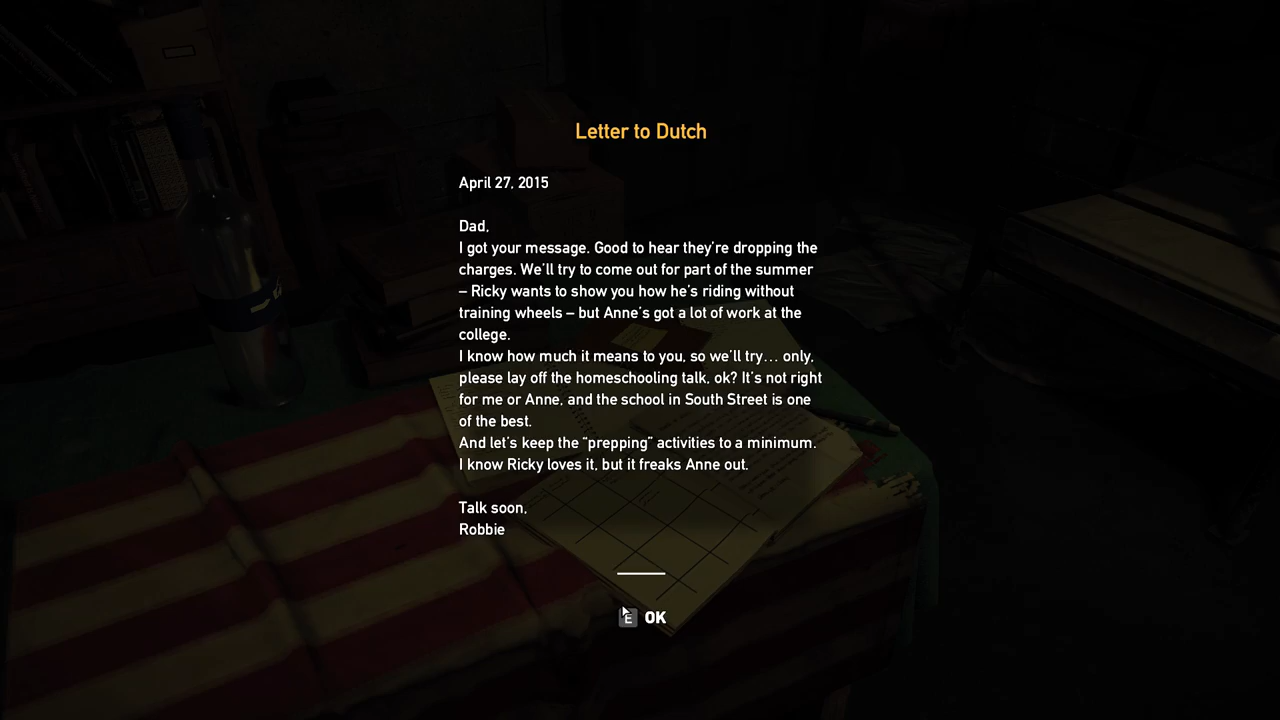 Letter to Dutch
April 27, 2015
Dad,
I got your message. Good to hear they're dropping the
charges. We'll try to come out for part of the summer
– Ricky wants to show you how he's riding without
training wheels – but Anne's got a lot of work at the
college.
I know how much it means to you, so we'll try... only,
please lay off the homeschooling talk, ok? It's not right
for me or Anne, and the school in South Street is one
of the best.
And let's keep the "prepping" activities to a minimum.
I know Ricky loves it, but it freaks Anne out.
Talk soon,
Robbie
E OK